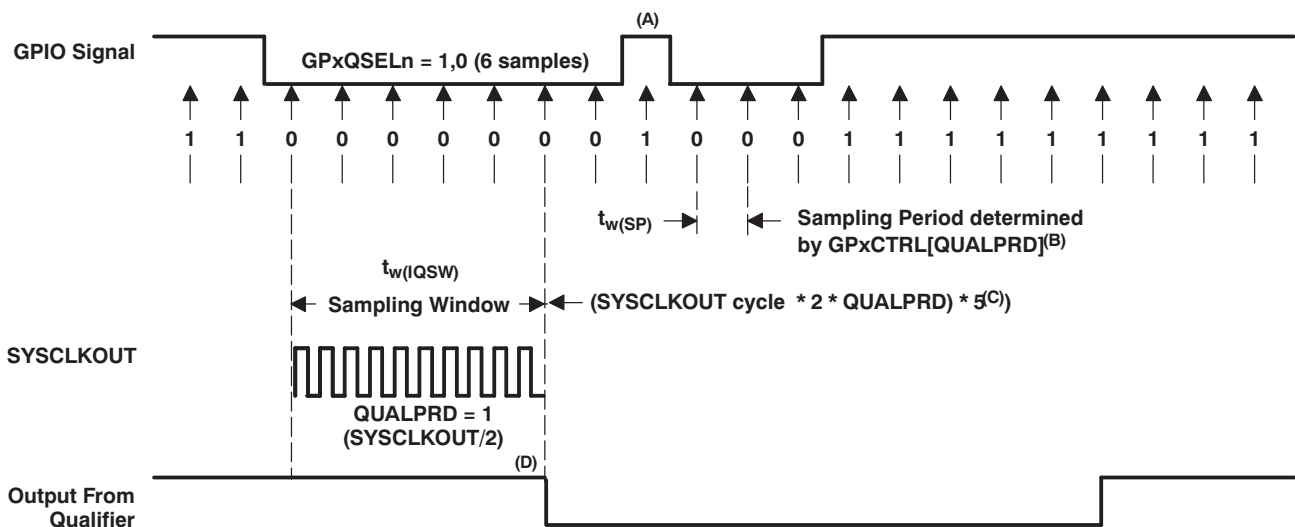 (A)
GPIO Signal
GPxQSELn = 1,0 (6 samples)
1 1 0 0 0 0 0 0 0 1 0 0 0 1 1 1 1 1 1 1 1 1
tw(SP)
Sampling Period determined
by GPxCTRL[QUALPRD](B)
tw(IQSW)
Sampling Window
(SYSCLKOUT cycle * 2 * QUALPRD) * 5(C))
SYSCLKOUT
QUALPRD = 1
(SYSCLKOUT/2)
(D)
Output From
Qualifier